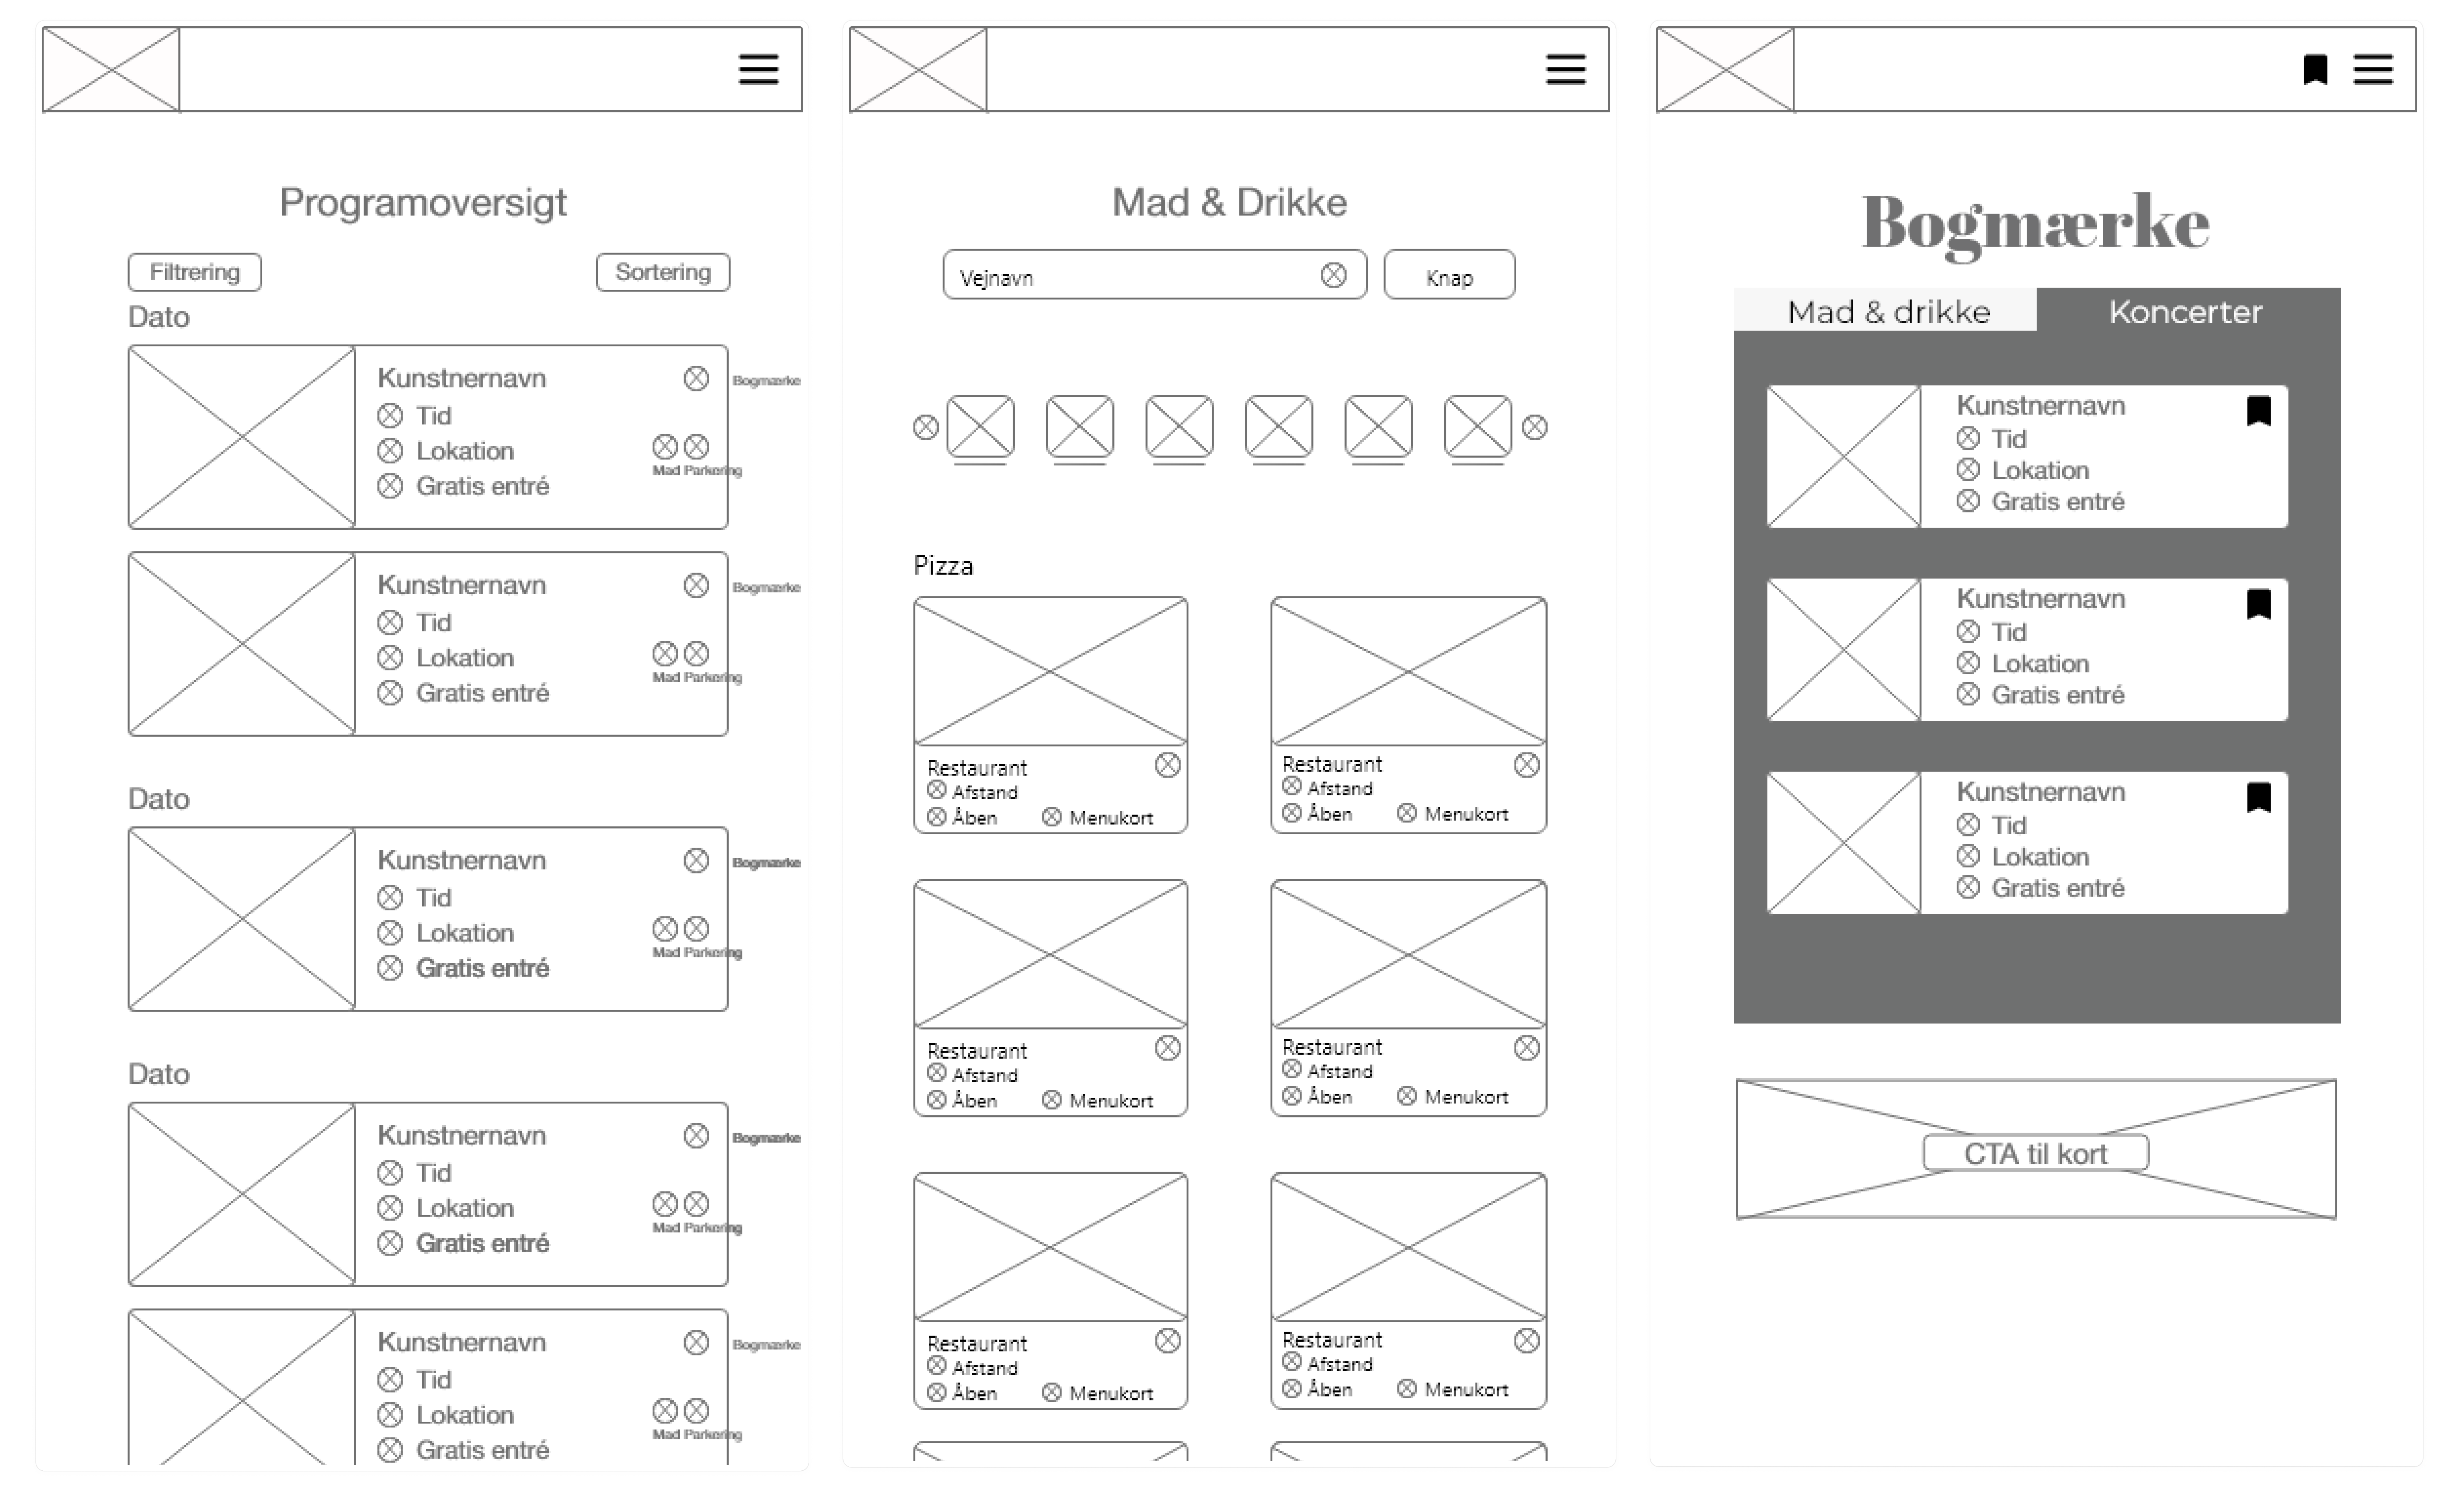 Programoversigt
Filtrering
Sortering
Dato
Kunstnernavn
Bogmærke
Tid
Lokation
Mad Parkering
Gratis entré
Kunstnernavn
Bogmærke
Tid
Lokation
Mad Parkering
Gratis entré
Dato
Kunstnernavn
Bogmærke
Tid
Lokation
Mad Parkering
Gratis entré
Dato
Kunstnernavn
Bogmærke
Tid
Lokation
Mad Parkering
Gratis entré
Kunstnernavn
Bogmærke
Tid
Lokation
Mad Parkering
Gratis entré
Mad & Drikke
Vejnavn
Knap
Pizza
Restaurant
Afstand
Åben Menukort
Restaurant
Afstand
Åben Menukort
Restaurant
Afstand
Åben Menukort
Restaurant
Afstand
Åben Menukort
Restaurant
Afstand
Åben Menukort
Restaurant
Afstand
Åben Menukort
Bogmærke
Mad & drikke
Koncerter
Kunstnernavn
Tid
Lokation
Gratis entré
Kunstnernavn
Tid
Lokation
Gratis entré
Kunstnernavn
Tid
Lokation
Gratis entré
CTA til kort